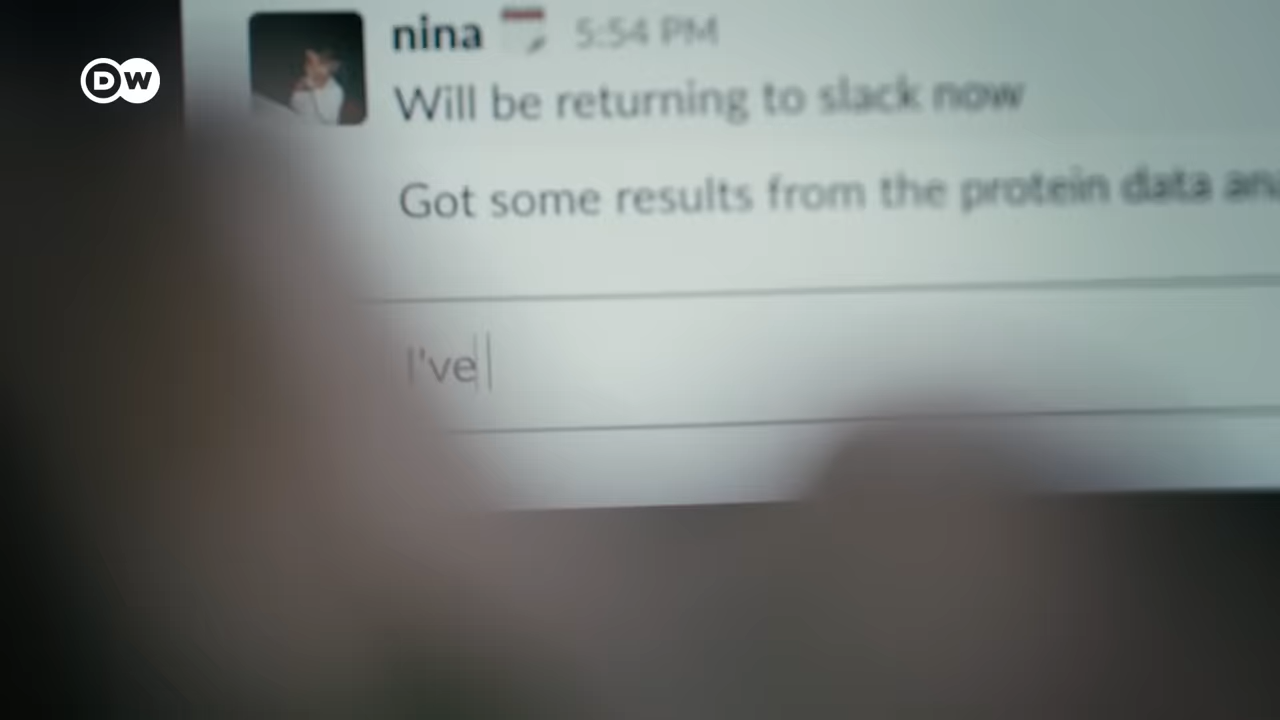 DW
nina 5:54 PM
Will be returning to slack now
Got some results from the protein data
I've